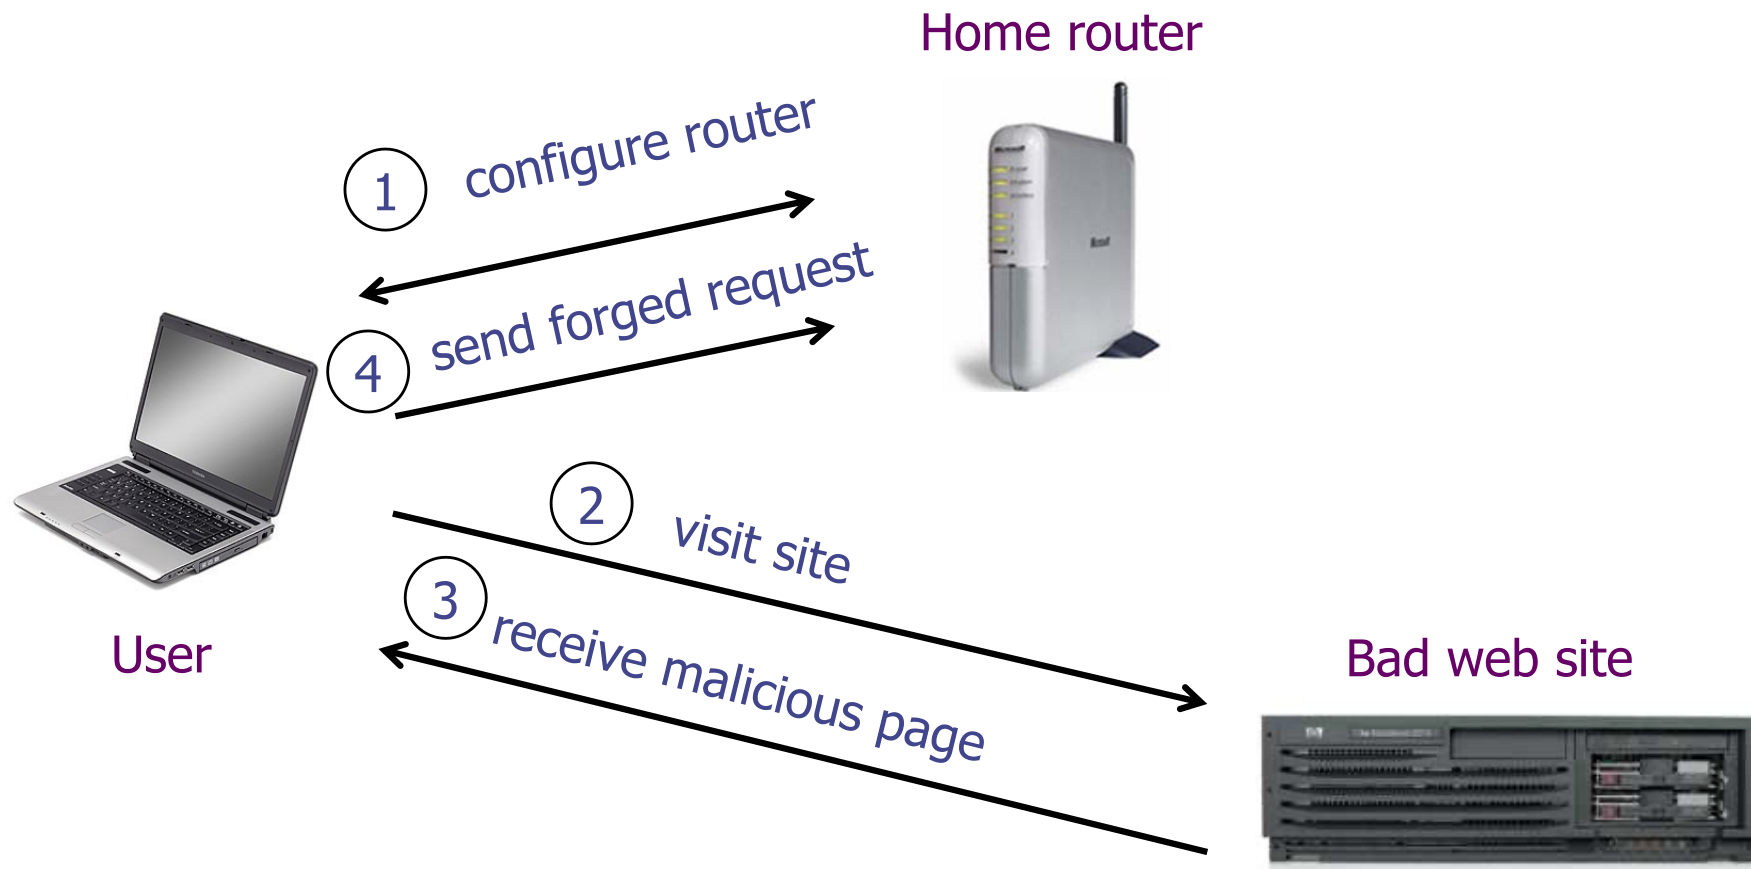 Home router
1 configure router
Microsoft
4 send forged request
2 visit site
3 receive malicious page
User
Bad web site